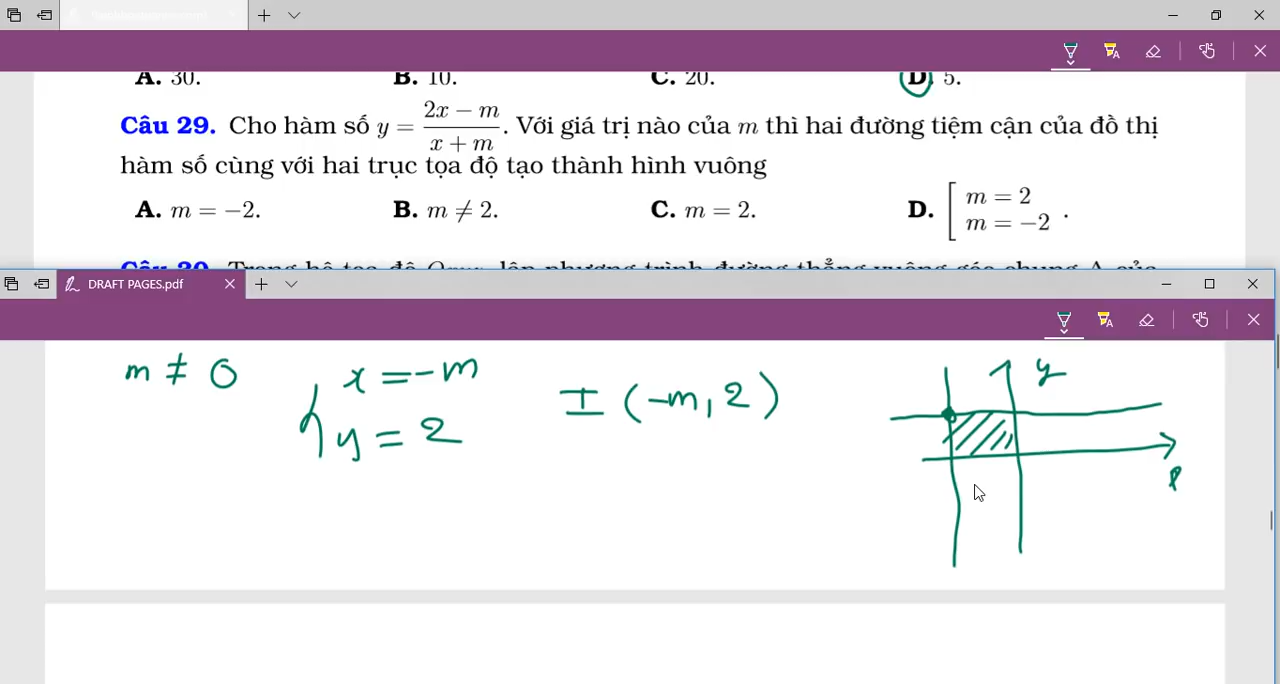 A. 30. B. 10. C. 20. D. 5.
Câu 29. Cho hàm số y = \frac{2x − m}{x + m}. Với giá trị nào của m thì hai đường tiệm cận của đồ thị
hàm số cùng với hai trục tọa độ tạo thành hình vuông
A. m = −2. B. m ≠ 2. C. m = 2. D. [ m = 2
m = −2 .
DRAFT PAGES.pdf
m ≠ 0
x = -m
y = 2
I (-m, 2)
y